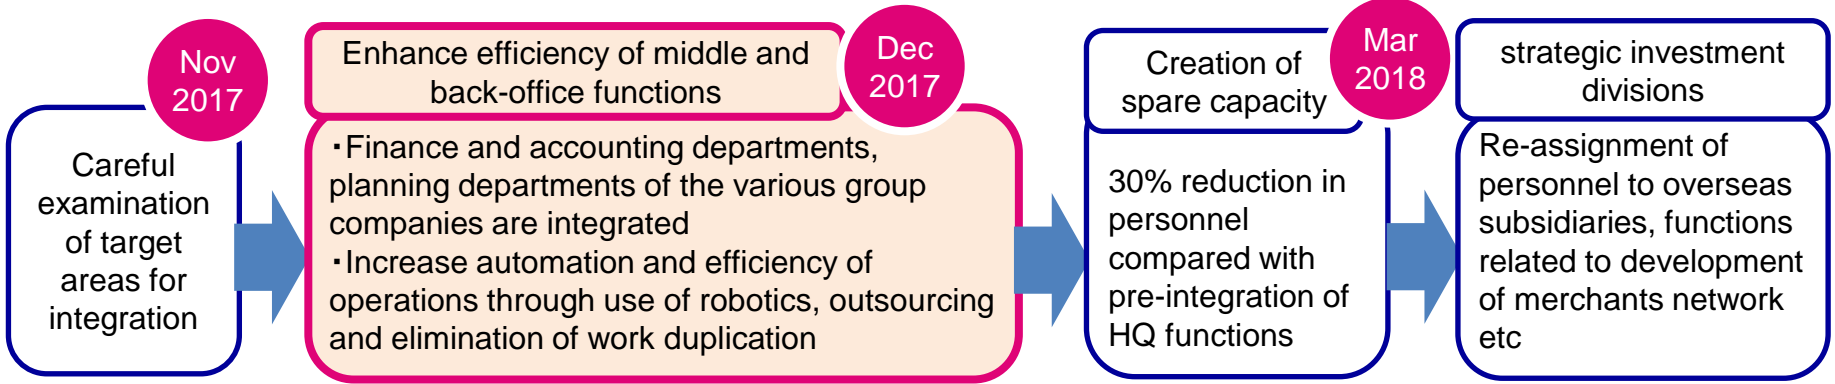 Nov
2017
Careful
examination
of target
areas for
integration
Enhance efficiency of middle and
back-office functions
Dec
2017
・Finance and accounting departments,
planning departments of the various group
companies are integrated
・Increase automation and efficiency of
operations through use of robotics, outsourcing
and elimination of work duplication
Creation of
spare capacity
Mar
2018
30% reduction in
personnel
compared with
pre-integration of
HQ functions
strategic investment
divisions
Re-assignment of
personnel to overseas
subsidiaries, functions
related to development
of merchants network
etc